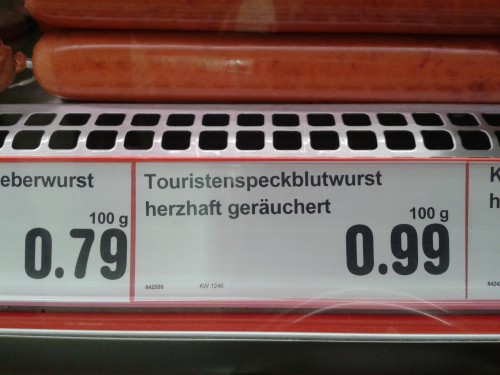 eberwurst
100 g
0.79
Touristenspeckblutwurst
herzhaft geräuchert
100 g
0.99
842500 KW 1246
K
h